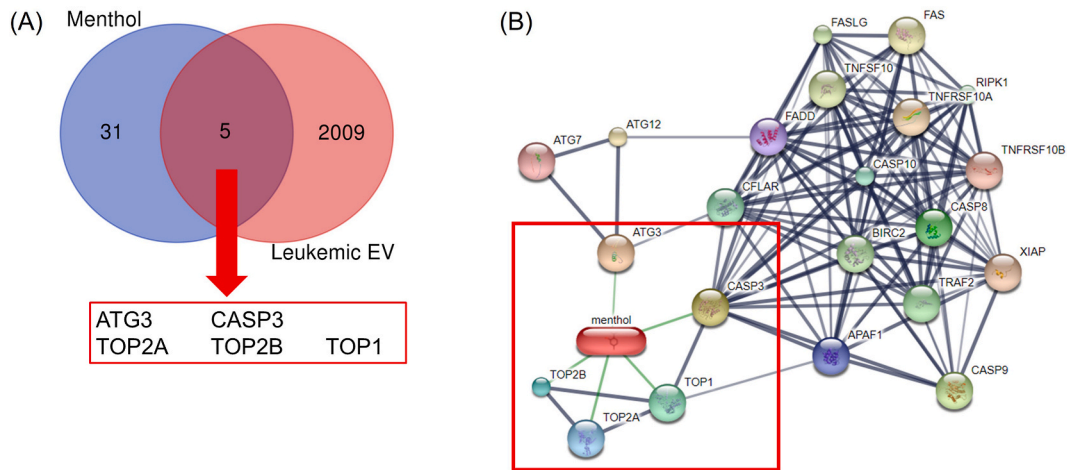 (A)
Menthol
31
5
2009
Leukemic EV
ATG3 CASP3
TOP2A TOP2B TOP1
(B)
FASLG
FAS
TNFSF10
RIPK1
TNFRSF10A
ATG12
FADD
ATG7
TNFRSF10B
CASP10
CFLAR
CASP8
ATG3
BIRC2
XIAP
CASP3
TRAF2
menthol
APAF1
TOP2B
TOP1
CASP9
TOP2A